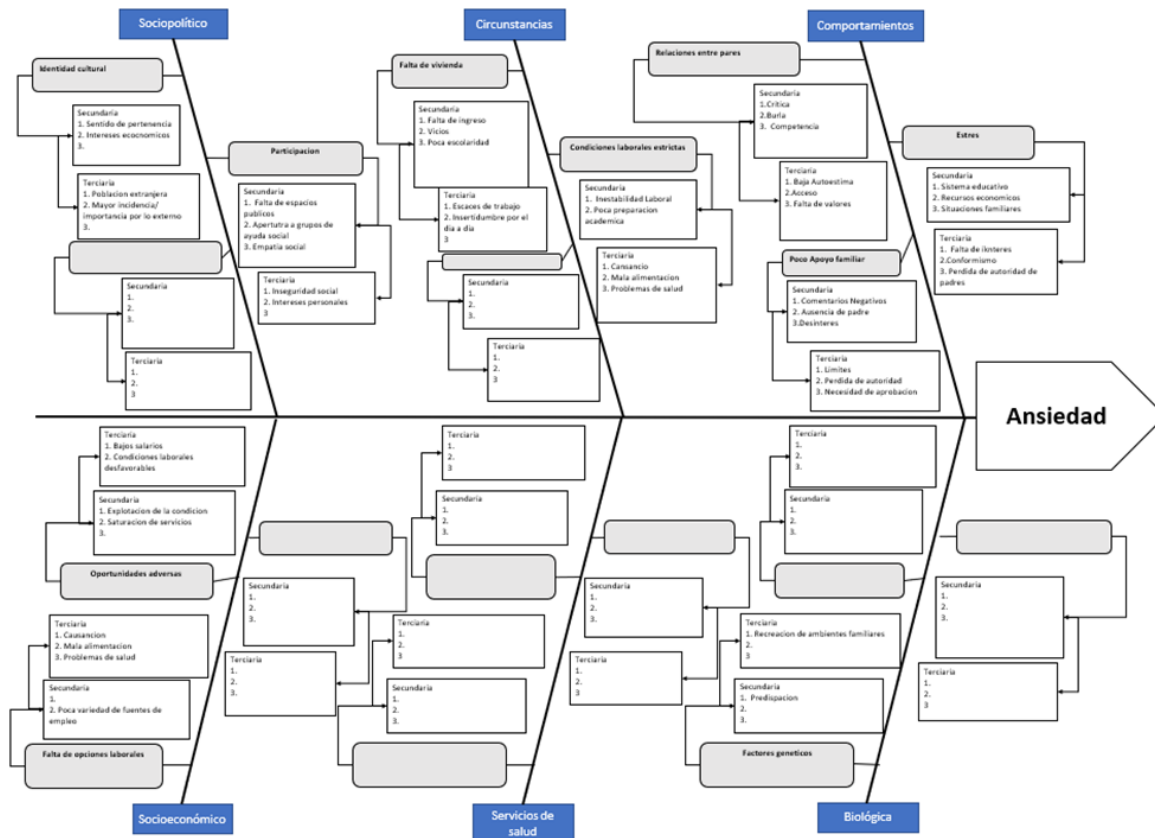 Sociopolítico
Circunstancias
Comportamientos
Identidad cultural
Secundaria
1. Sentido de pertenencia
2. Intereses ecocnomicos
3.
Terciaria
1. Poblacion extranjera
2. Mayor incidencia/
importancia por lo externo
3.
Participacion
Secundaria
1. Falta de espacios
publicos
2. Apertutra a grupos de
ayuda social
3. Empatia social
Terciaria
1. Inseguridad social
2. Intereses personales
3
Secundaria
1.
2.
3.
Terciaria
1.
2.
3
Falta de vivienda
Secundaria
1. Falta de ingreso
2. Vicios
3. Poca escolaridad
Terciaria
1. Escaces de trabajo
2. Insertidumbre por el
dia a dia
3
Condiciones laborales estrictas
Secundaria
1. Inestabilidad Laboral
2. Poca preparacion
academica
Terciaria
1. Cansancio
2. Mala alimentacion
3. Problemas de salud
Secundaria
1.
2.
3.
Terciaria
1.
2.
3
Relaciones entre pares
Secundaria
1.Crítica
2.Burla
3. Competencia
Terciaria
1. Baja Autoestima
2.Acceso
3. Falta de valores
Estres
Secundaria
1. Sistema educativo
2. Recursos economicos
3. Situaciones familiares
Terciaria
1. Falta de iknteres
2.Conformismo
3. Perdida de autoridad de
padres
Poco Apoyo familiar
Secundaria
1. Comentarios Negativos
2. Ausencia de padre
3.Desinteres
Terciaria
1. Limites
2. Perdida de autoridad
3. Necesidad de aprobacion
Ansiedad
Terciaria
1. Bajos salarios
2. Condiciones laborales
desfavorables
Secundaria
1. Explotacion de la condicion
2. Saturacion de servicios
3.
Oportunidades adversas
Terciaria
1. Causancion
2. Mala alimentacion
3. Problemas de salud
Secundaria
1.
2. Poca variedad de fuentes de
empleo
Falta de opciones laborales
Secundaria
1.
2.
3.
Terciaria
1.
2.
3.
Terciaria
1.
2.
3
Secundaria
1.
2.
3.
Terciaria
1.
2.
3
Secundaria
1.
2.
3.
Secundaria
1.
2.
3.
Terciaria
1.
2.
3
Terciaria
1.
2.
3.
Secundaria
1.
2.
3.
Terciaria
1. Recreacion de ambientes familiares
2.
3
Secundaria
1. Predispacion
2.
3.
Factores geneticos
Secundaria
1.
2.
3.
Terciaria
1.
2.
3
Socioeconómico
Servicios de
salud
Biológica